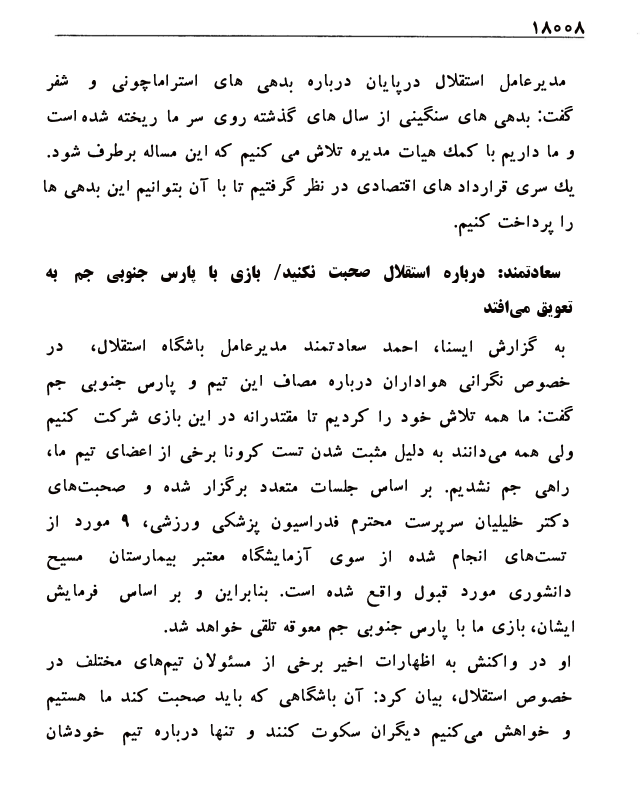 ۱۸۰۰۸
مدیرعامل استقلال درپایان درباره بدهی های استراماچونی و شفر
گفت: بدهی های سنگینی از سال های گذشته روی سر ما ریخته شده است
و ما داریم با کمك هیات مدیره تلاش می کنیم که این مساله برطرف شود.
یك سری قرارداد های اقتصادی در نظر گرفتیم تا با آن بتوانیم این بدهی ها
را پرداخت کنیم.
سعادتمند: درباره استقلال صحبت نکنید/ بازی با پارس جنوبی جم به
تعویق می‌افتد
به گزارش ایسنا، احمد سعادتمند مدیرعامل باشگاه استقلال، در
خصوص نگرانی هواداران درباره مصاف این تیم و پارس جنوبی جم
گفت: ما همه تلاش خود را کردیم تا مقتدرانه در این بازی شرکت کنیم
ولی همه می‌دانند به دلیل مثبت شدن تست کرونا برخی از اعضای تیم ما،
راهی جم نشدیم. بر اساس جلسات متعدد برگزار شده و صحبت‌های
دکتر خلیلیان سرپرست محترم فدراسیون پزشکی ورزشی، ۹ مورد از
تست‌های انجام شده از سوی آزمایشگاه معتبر بیمارستان مسیح
دانشوری مورد قبول واقع شده است. بنابراین و بر اساس فرمایش
ایشان، بازی ما با پارس جنوبی جم معوقه تلقی خواهد شد.
او در واکنش به اظهارات اخیر برخی از مسئولان تیم‌های مختلف در
خصوص استقلال، بیان کرد: آن باشگاهی که باید صحبت کند ما هستیم
و خواهش می‌کنیم دیگران سکوت کنند و تنها درباره تیم خودشان